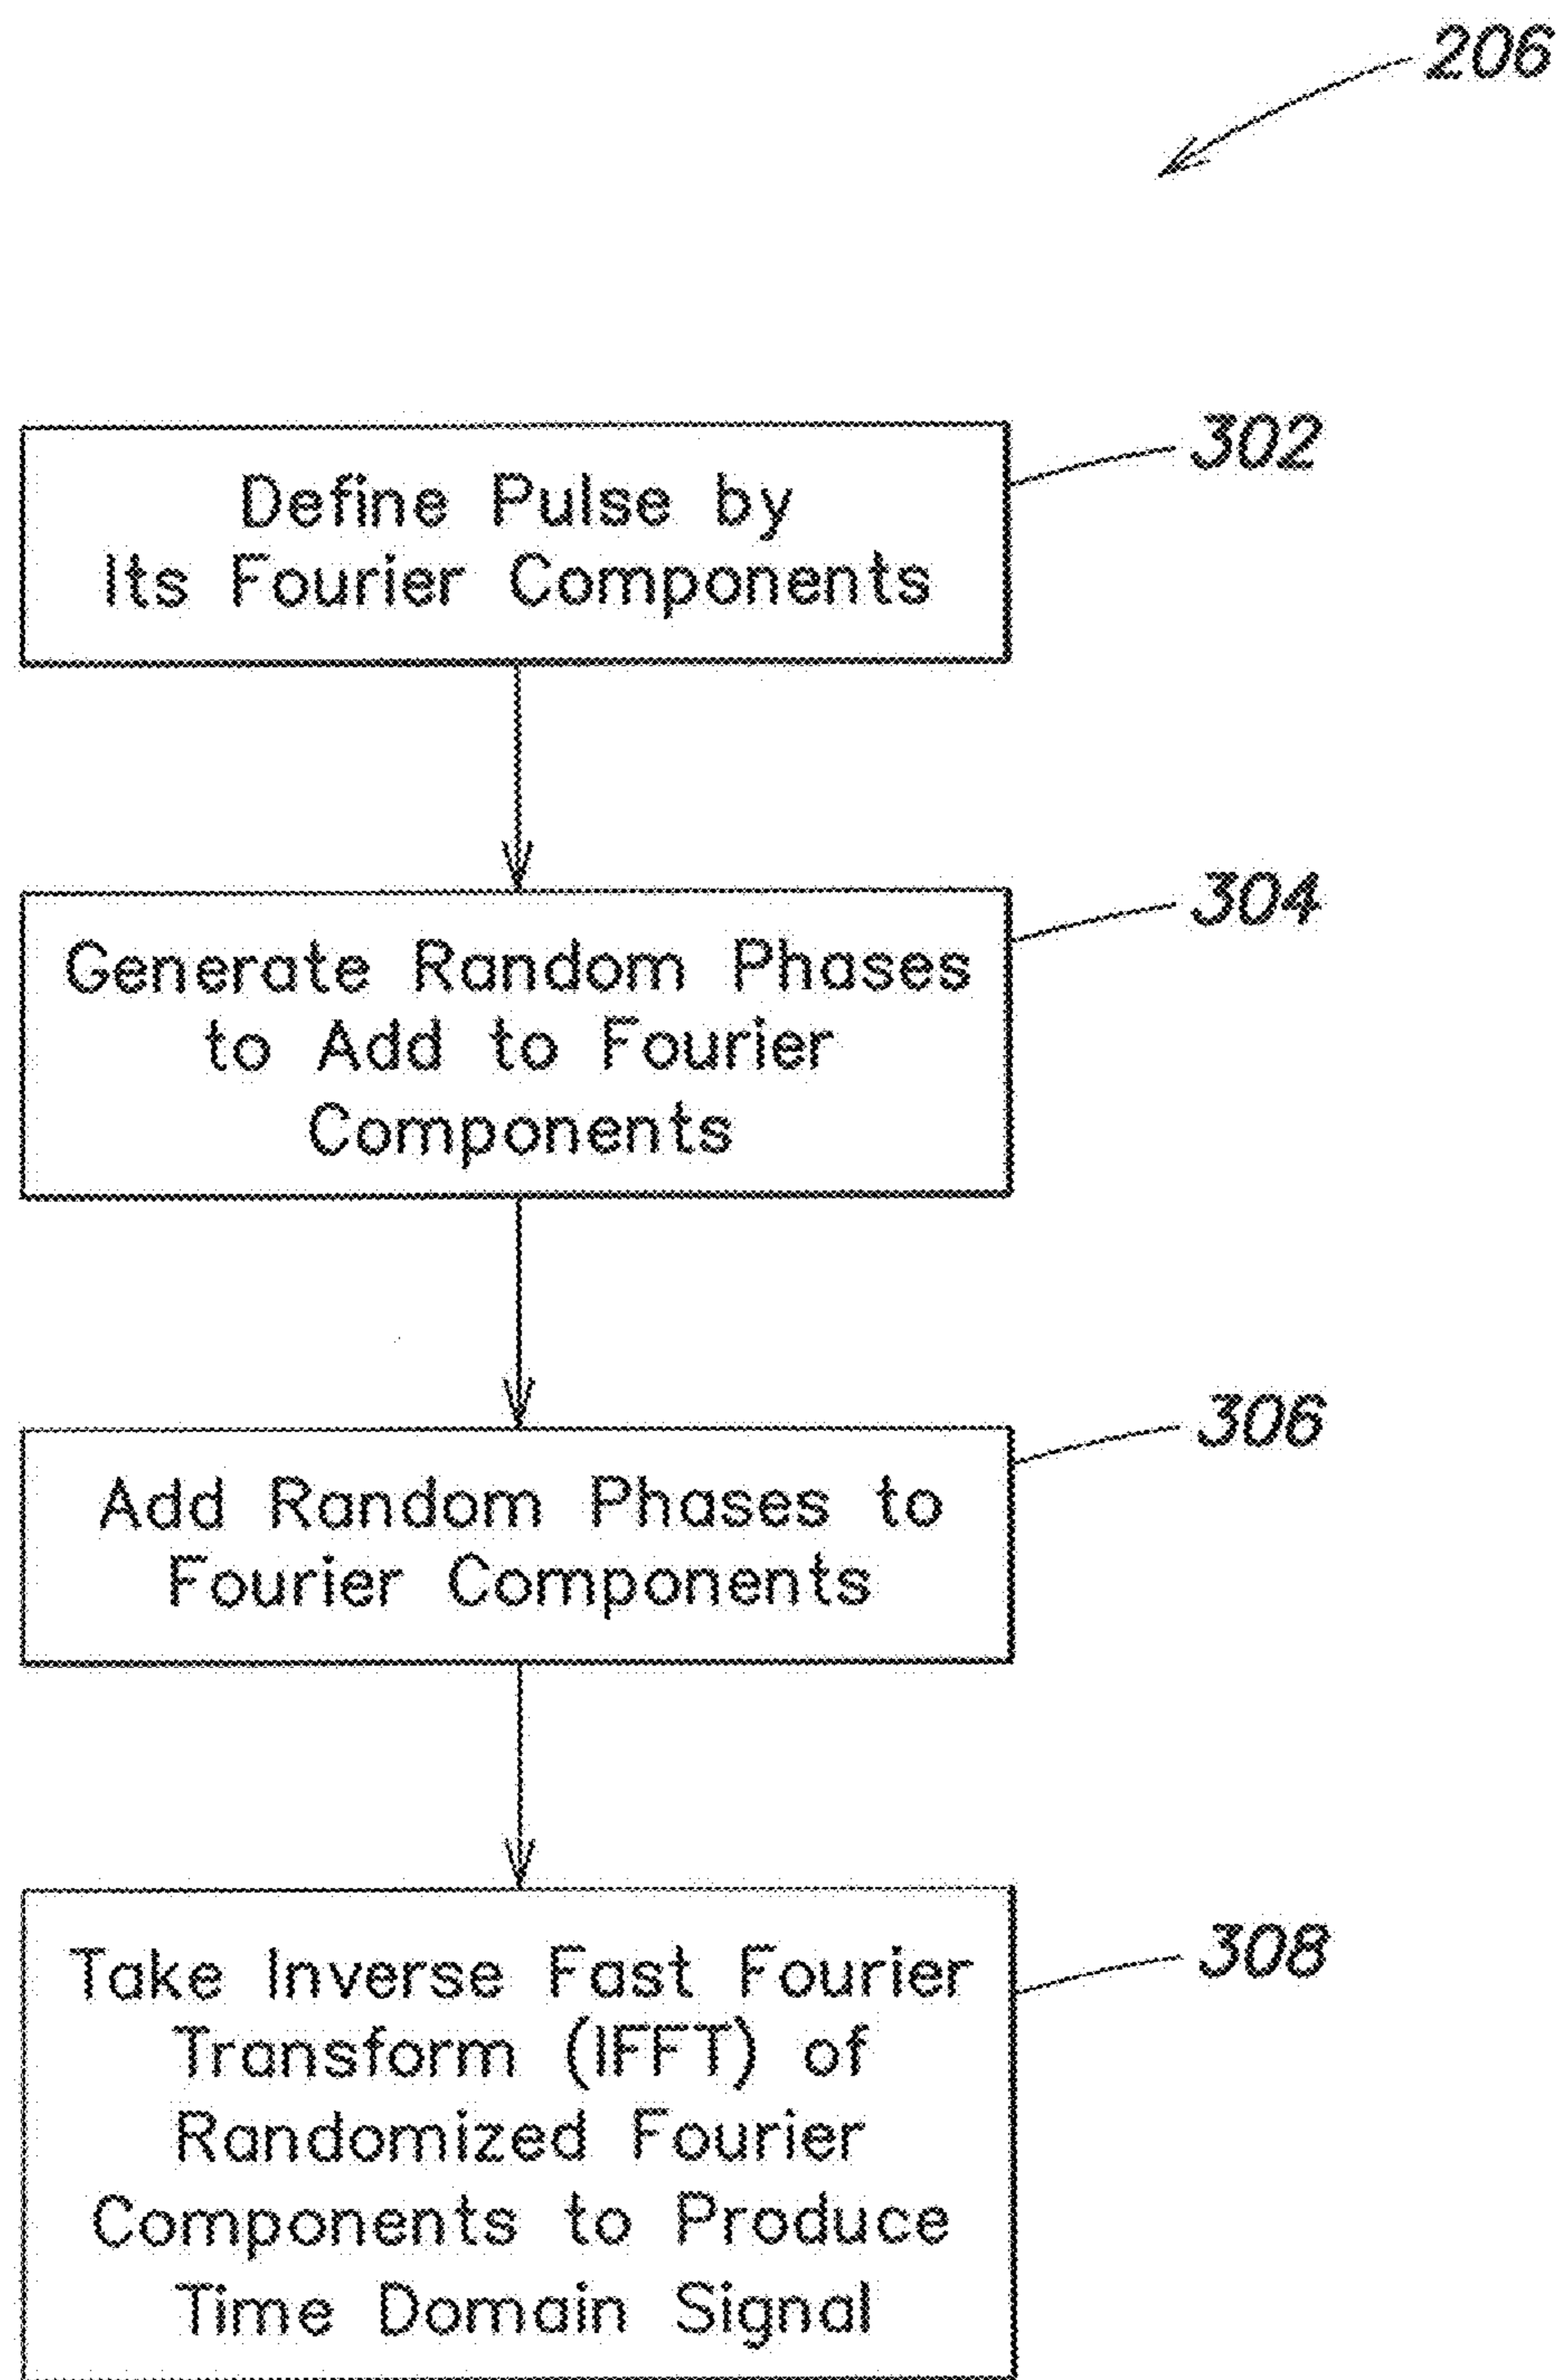 206
302
Define Pulse by
Its Fourier Components
304
Generate Random Phases
to Add to Fourier
Components
306
Add Random Phases to
Fourier Components
308
Take Inverse Fast Fourier
Transform (IFFT) of
Randomized Fourier
Components to Produce
Time Domain Signal